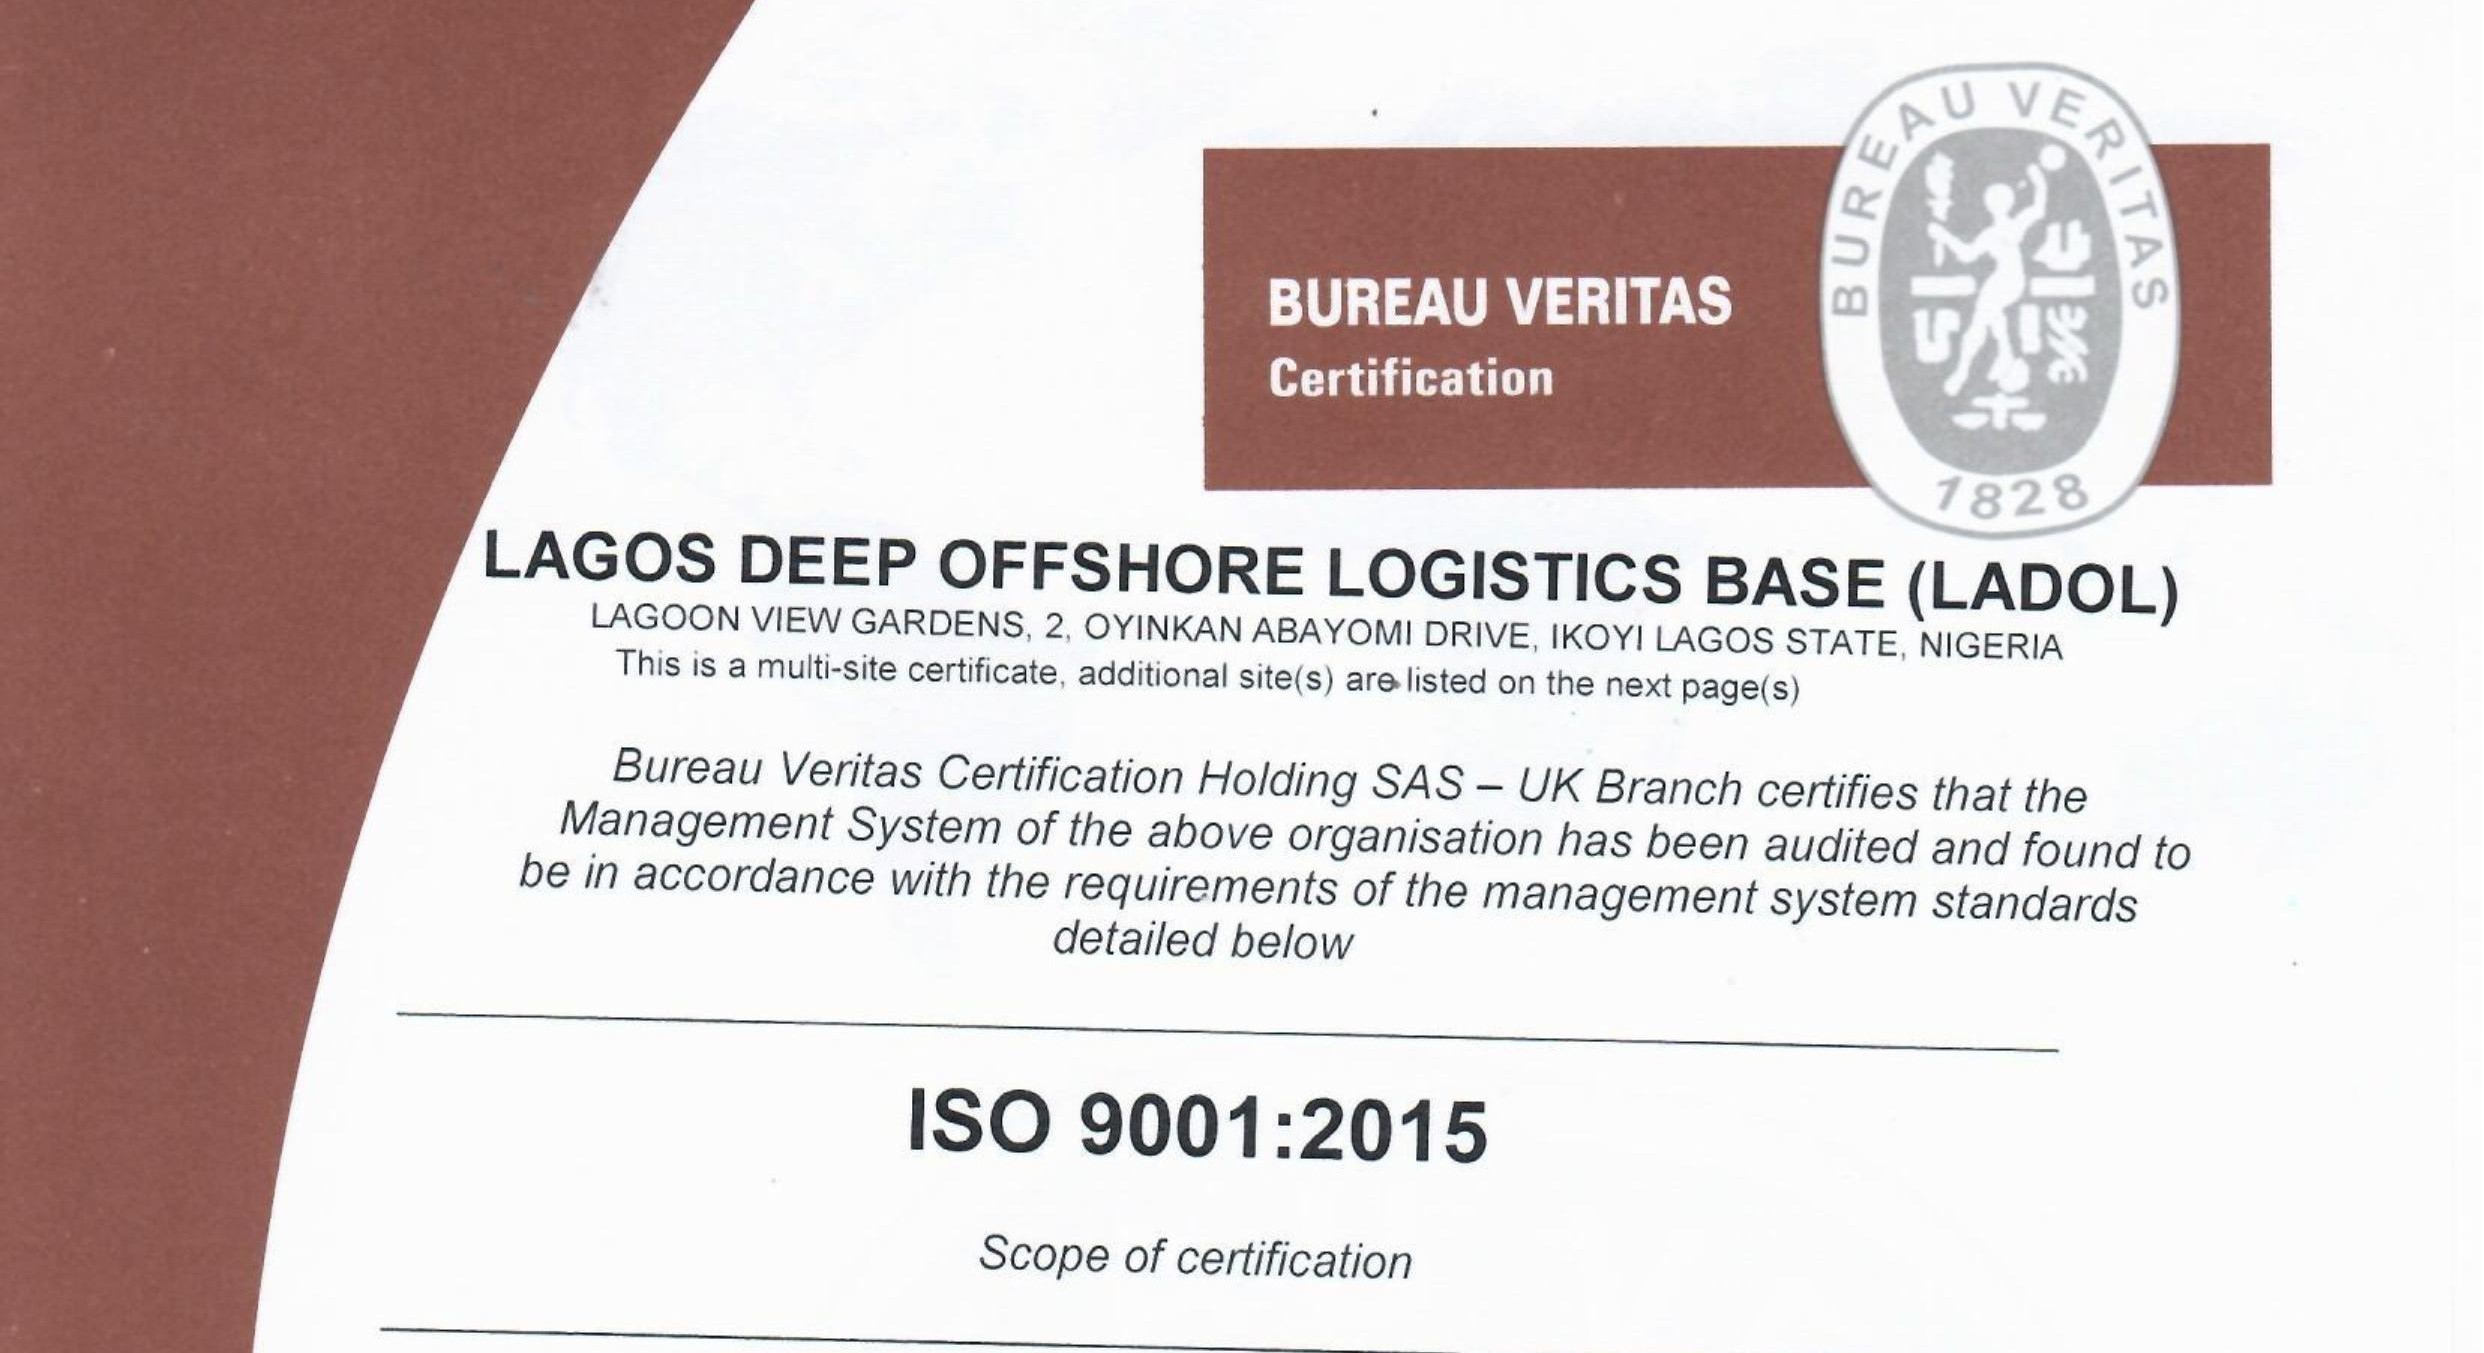 BUREAU VERITAS
1828
BUREAU VERITAS
Certification
LAGOS DEEP OFFSHORE LOGISTICS BASE (LADOL)
LAGOON VIEW GARDENS, 2, OYINKAN ABAYOMI DRIVE, IKOYI LAGOS STATE, NIGERIA
This is a multi-site certificate, additional site(s) are listed on the next page(s)
Bureau Veritas Certification Holding SAS – UK Branch certifies that the
Management System of the above organisation has been audited and found to
be in accordance with the requirements of the management system standards
detailed below
ISO 9001:2015
Scope of certification